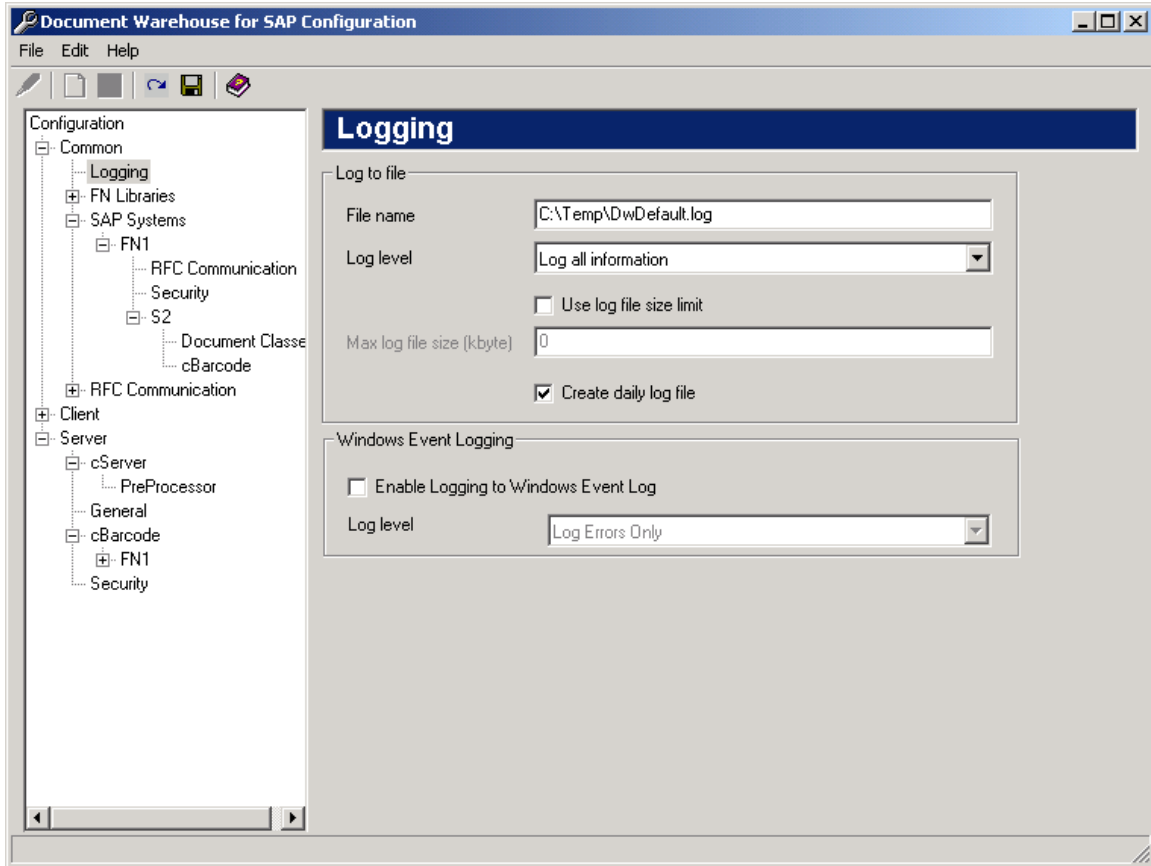 Document Warehouse for SAP Configuration
File Edit Help
Configuration
Common
Logging
FN Libraries
SAP Systems
FN1
RFC Communication
Security
S2
Document Classe
cBarcode
RFC Communication
Client
Server
cServer
PreProcessor
General
cBarcode
FN1
Security
Logging
Log to file
File name C:\Temp\DwDefault.log
Log level Log all information
Use log file size limit
Max log file size (kbyte) 0
Create daily log file
Windows Event Logging
Enable Logging to Windows Event Log
Log level Log Errors Only